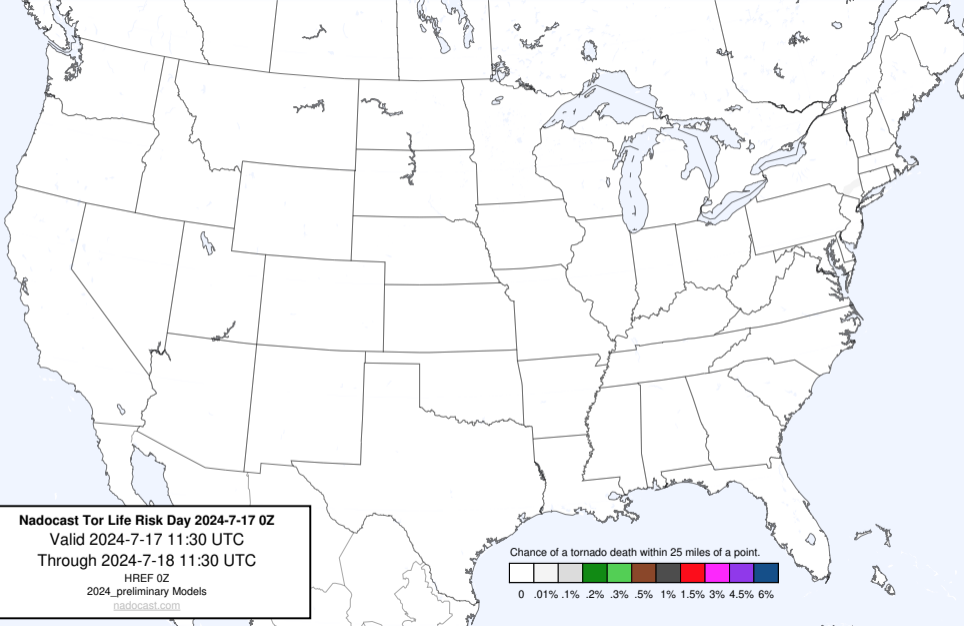 Nadocast Tor Life Risk Day 2024-7-17 0Z
Valid 2024-7-17 11:30 UTC
Through 2024-7-18 11:30 UTC
HREF 0Z
2024_preliminary Models
nadocast.com
Chance of a tornado death within 25 miles of a point.
0 .01% .1% .2% .3% .5% 1% 1.5% 3% 4.5% 6%